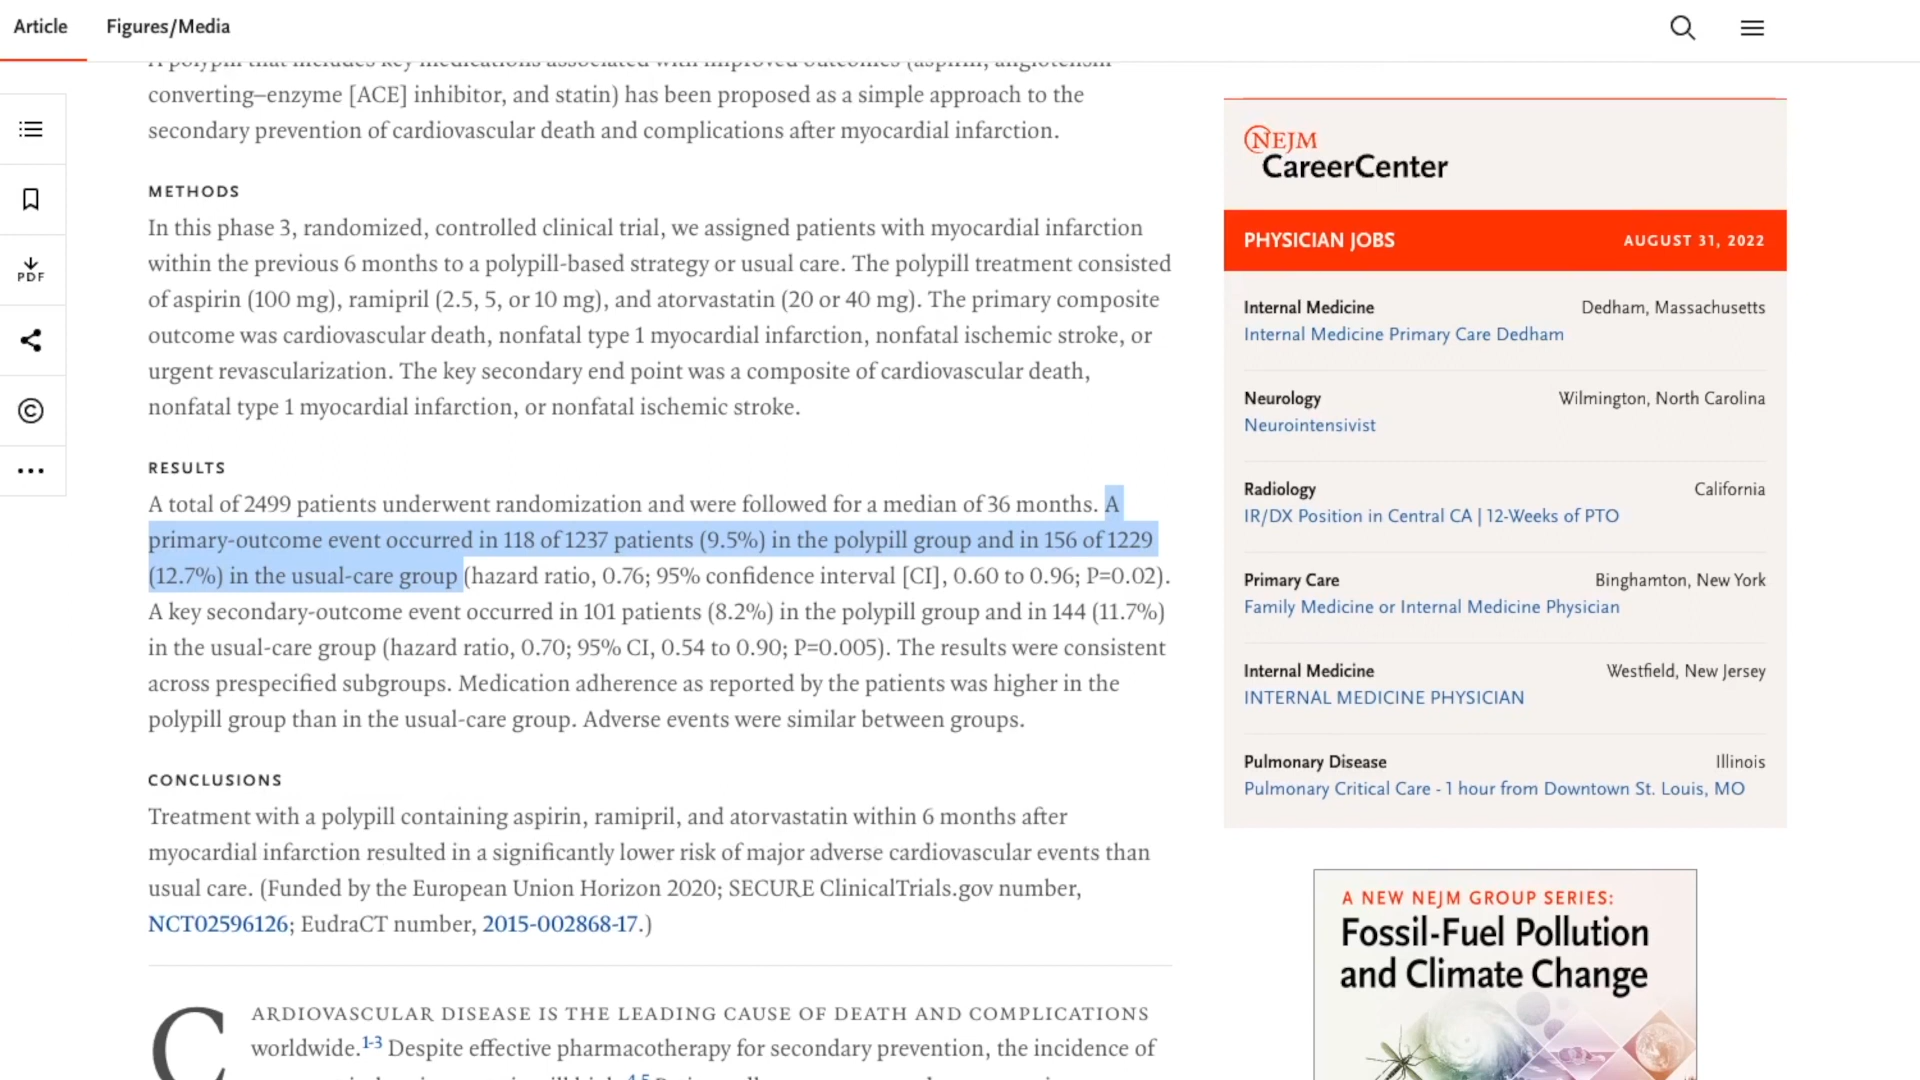 Article
Figures/Media
A polypill that includes key medications associated with improved outcomes (aspirin, angiotensin-
converting–enzyme [ACE] inhibitor, and statin) has been proposed as a simple approach to the
secondary prevention of cardiovascular death and complications after myocardial infarction.
METHODS
In this phase 3, randomized, controlled clinical trial, we assigned patients with myocardial infarction
within the previous 6 months to a polypill-based strategy or usual care. The polypill treatment consisted
of aspirin (100 mg), ramipril (2.5, 5, or 10 mg), and atorvastatin (20 or 40 mg). The primary composite
outcome was cardiovascular death, nonfatal type 1 myocardial infarction, nonfatal ischemic stroke, or
urgent revascularization. The key secondary end point was a composite of cardiovascular death,
nonfatal type 1 myocardial infarction, or nonfatal ischemic stroke.
RESULTS
A total of 2499 patients underwent randomization and were followed for a median of 36 months. A
primary-outcome event occurred in 118 of 1237 patients (9.5%) in the polypill group and in 156 of 1229
(12.7%) in the usual-care group (hazard ratio, 0.76; 95% confidence interval [CI], 0.60 to 0.96; P=0.02).
A key secondary-outcome event occurred in 101 patients (8.2%) in the polypill group and in 144 (11.7%)
in the usual-care group (hazard ratio, 0.70; 95% CI, 0.54 to 0.90; P=0.005). The results were consistent
across prespecified subgroups. Medication adherence as reported by the patients was higher in the
polypill group than in the usual-care group. Adverse events were similar between groups.
CONCLUSIONS
Treatment with a polypill containing aspirin, ramipril, and atorvastatin within 6 months after
myocardial infarction resulted in a significantly lower risk of major adverse cardiovascular events than
usual care. (Funded by the European Union Horizon 2020; SECURE ClinicalTrials.gov number,
NCT02596126; EudraCT number, 2015-002868-17.)
CARDIOVASCULAR DISEASE IS THE LEADING CAUSE OF DEATH AND COMPLICATIONS
worldwide.1-3 Despite effective pharmacotherapy for secondary prevention, the incidence of
PDF
NEJM
CareerCenter
PHYSICIAN JOBS AUGUST 31, 2022
Internal Medicine Dedham, Massachusetts
Internal Medicine Primary Care Dedham
Neurology Wilmington, North Carolina
Neurointensivist
Radiology California
IR/DX Position in Central CA | 12-Weeks of PTO
Primary Care Binghamton, New York
Family Medicine or Internal Medicine Physician
Internal Medicine Westfield, New Jersey
INTERNAL MEDICINE PHYSICIAN
Pulmonary Disease Illinois
Pulmonary Critical Care - 1 hour from Downtown St. Louis, MO
A NEW NEJM GROUP SERIES:
Fossil-Fuel Pollution
and Climate Change